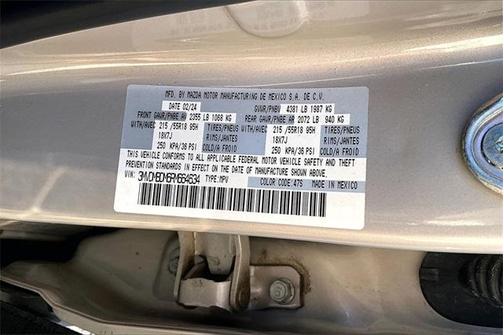 MFD. BY MAZDA MOTOR MANUFACTURING DE MEXICO S.A. DE C.V.
DATE 02/24 GVWR/PNBV 4381 LB 1987 KG
FRONT GAWR/PNBE AV 2355 LB 1068 KG REAR GAWR/PNBE AR 2072 LB 940 KG
WITH/AVEC 215/55R18 95H TIRES/PNEUS WITH/AVEC 215/55R18 95H TIRES/PNEUS
18X7J RIMS/JANTES 18X7J RIMS/JANTES
250 KPA/36 PSI COLD/A FROID 250 KPA/36 PSI COLD/A FROID
THIS VEHICLE CONFORMS TO ALL APPLICABLE FEDERAL MOTOR VEHICLE SAFETY AND THEFT
PREVENTION STANDARDS IN EFFECT ON THE DATE OF MANUFACTURE SHOWN ABOVE.
VIN: TYPE:MPV COLOR CODE:47S MADE IN MEXICO